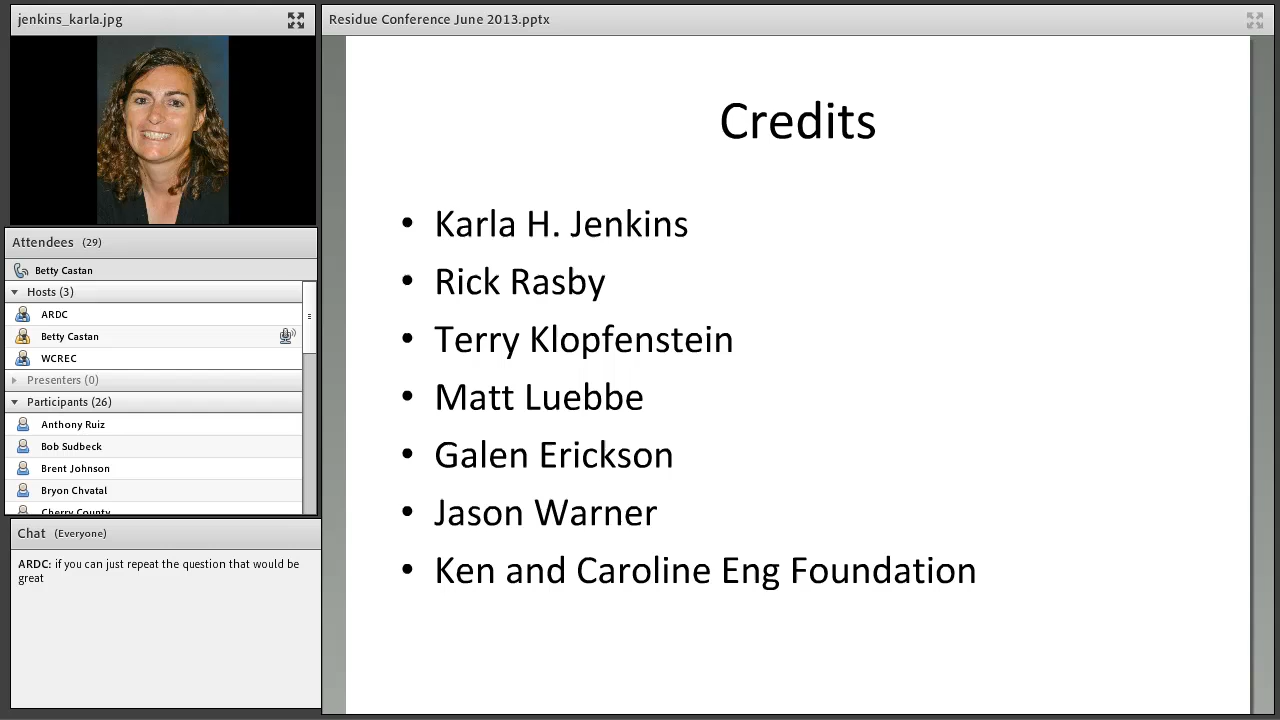 jenkins_karla.jpg
Residue Conference June 2013.pptx
Attendees (29)
Betty Castan
Hosts (3)
ARDC
Betty Castan
WCREC
Presenters (0)
Participants (26)
Anthony Ruiz
Bob Sudbeck
Brent Johnson
Bryon Chvatal
Cherry County
Chat (Everyone)
ARDC: if you can just repeat the question that would be
great
Credits
• Karla H. Jenkins
• Rick Rasby
• Terry Klopfenstein
• Matt Luebbe
• Galen Erickson
• Jason Warner
• Ken and Caroline Eng Foundation